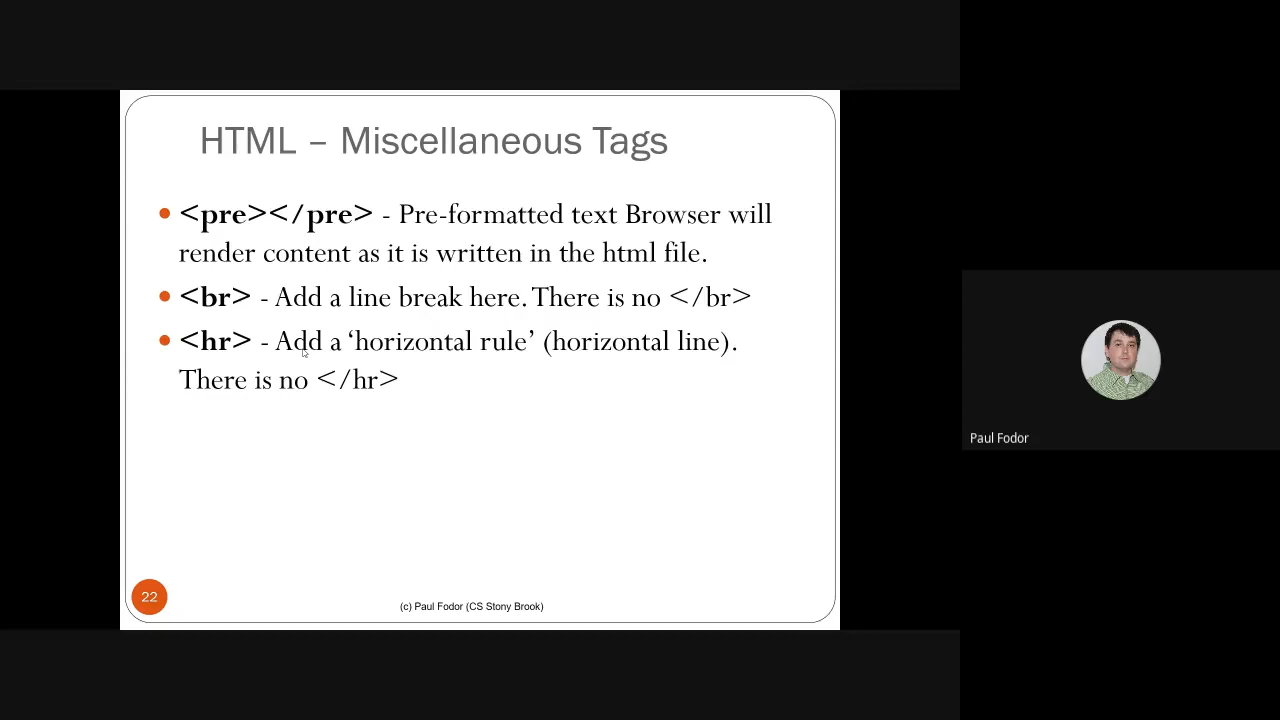 HTML – Miscellaneous Tags
<pre></pre> - Pre-formatted text Browser will
render content as it is written in the html file.
<br> - Add a line break here. There is no </br>
<hr> - Add a ‘horizontal rule’ (horizontal line).
There is no </hr>
22
(c) Paul Fodor (CS Stony Brook)
Paul Fodor